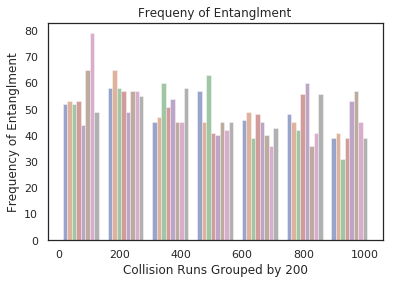 Frequeny of Entanglment
80
70
60
50
40
30
20
10
0
Frequency of Entanglment
0 200 400 600 800 1000
Collision Runs Grouped by 200